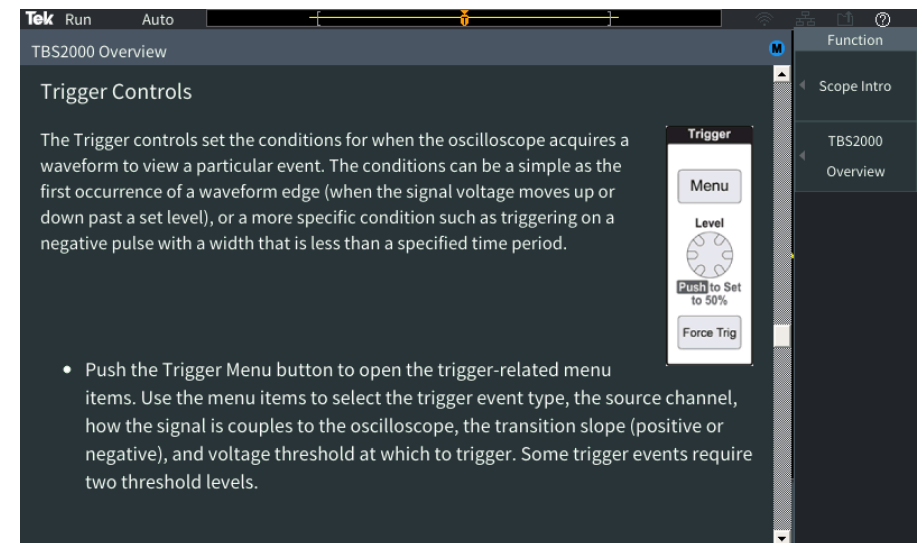 Tek Run Auto
T
TBS2000 Overview
M
Function
Scope Intro
TBS2000
Overview
Trigger Controls
The Trigger controls set the conditions for when the oscilloscope acquires a
waveform to view a particular event. The conditions can be a simple as the
first occurrence of a waveform edge (when the signal voltage moves up or
down past a set level), or a more specific condition such as triggering on a
negative pulse with a width that is less than a specified time period.
Trigger
Menu
Level
Push to Set
to 50%
Force Trig
• Push the Trigger Menu button to open the trigger-related menu
items. Use the menu items to select the trigger event type, the source channel,
how the signal is couples to the oscilloscope, the transition slope (positive or
negative), and voltage threshold at which to trigger. Some trigger events require
two threshold levels.